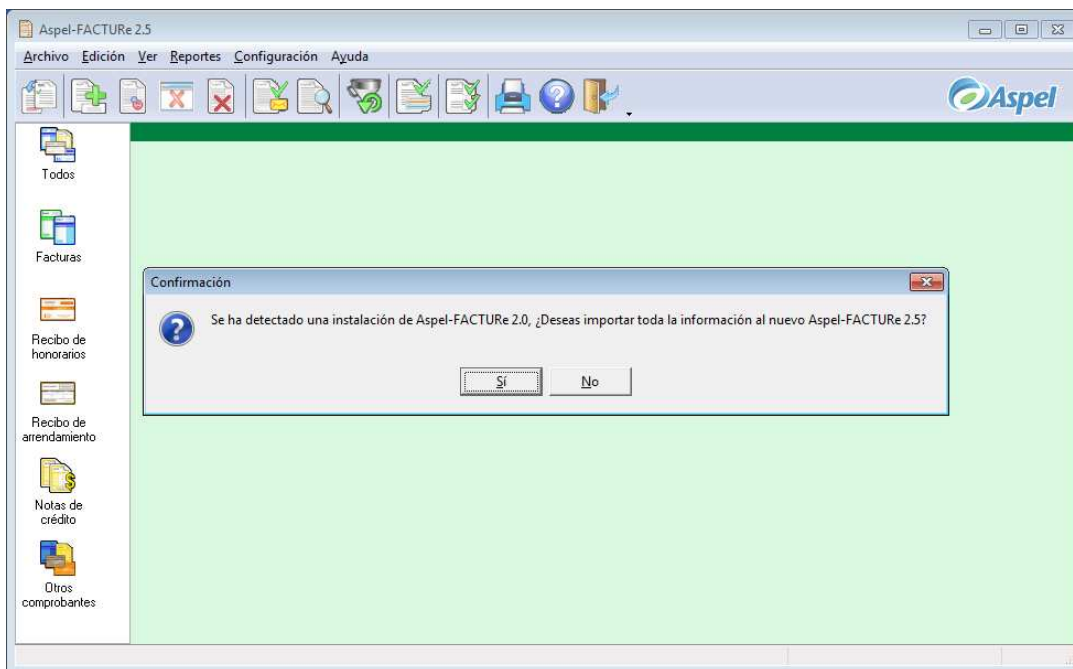 Aspel-FACTURe 2.5
Archivo Edición Ver Reportes Configuración Ayuda
Aspel
Todos
Facturas
Recibo de
honorarios
Recibo de
arrendamiento
Notas de
crédito
Otros
comprobantes
Confirmación
Se ha detectado una instalación de Aspel-FACTURe 2.0, ¿Deseas importar toda la información al nuevo Aspel-FACTURe 2.5?
Sí No